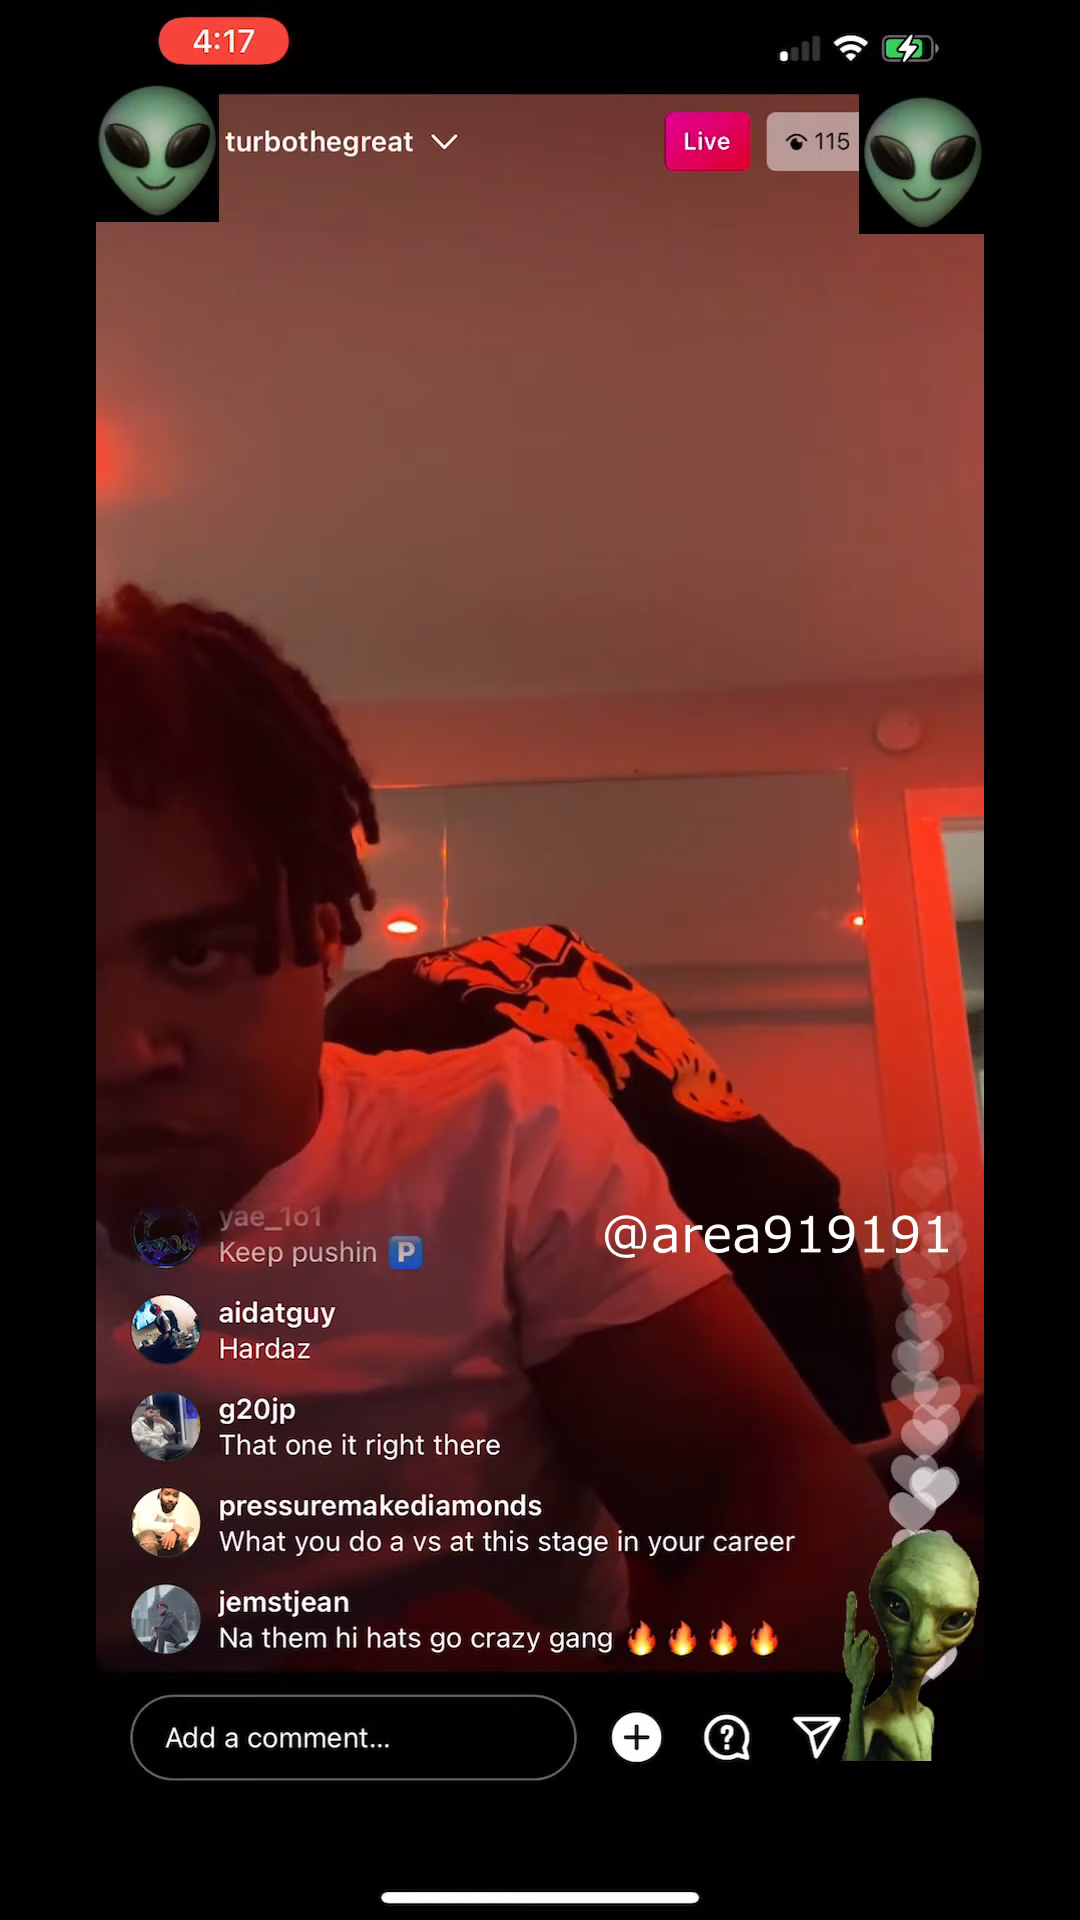 4:17
turbothegreat
Live
115
yae_1o1
Keep pushin 🅿️
@area919191
aidatguy
Hardaz
g20jp
That one it right there
pressuremakediamonds
What you do a vs at this stage in your career
jemstjean
Na them hi hats go crazy gang 🔥🔥🔥🔥
Add a comment...